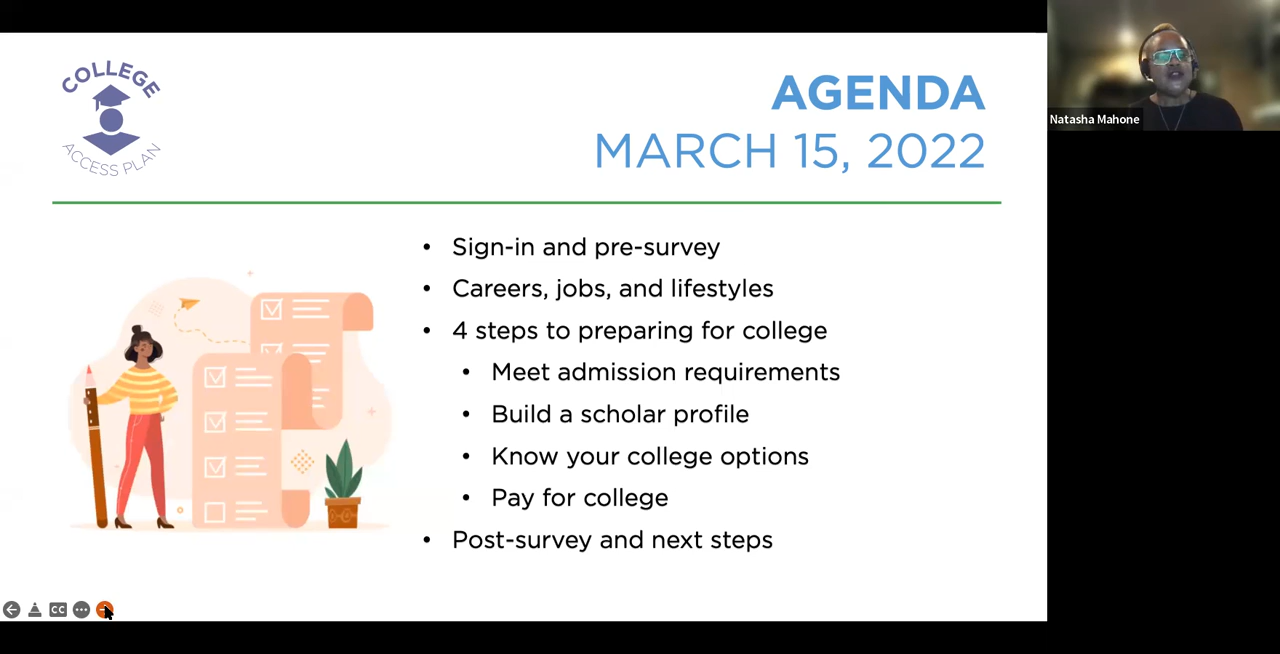 COLLEGE
ACCESS PLAN
AGENDA
MARCH 15, 2022
Natasha Mahone
• Sign-in and pre-survey
• Careers, jobs, and lifestyles
• 4 steps to preparing for college
• Meet admission requirements
• Build a scholar profile
• Know your college options
• Pay for college
• Post-survey and next steps
CC